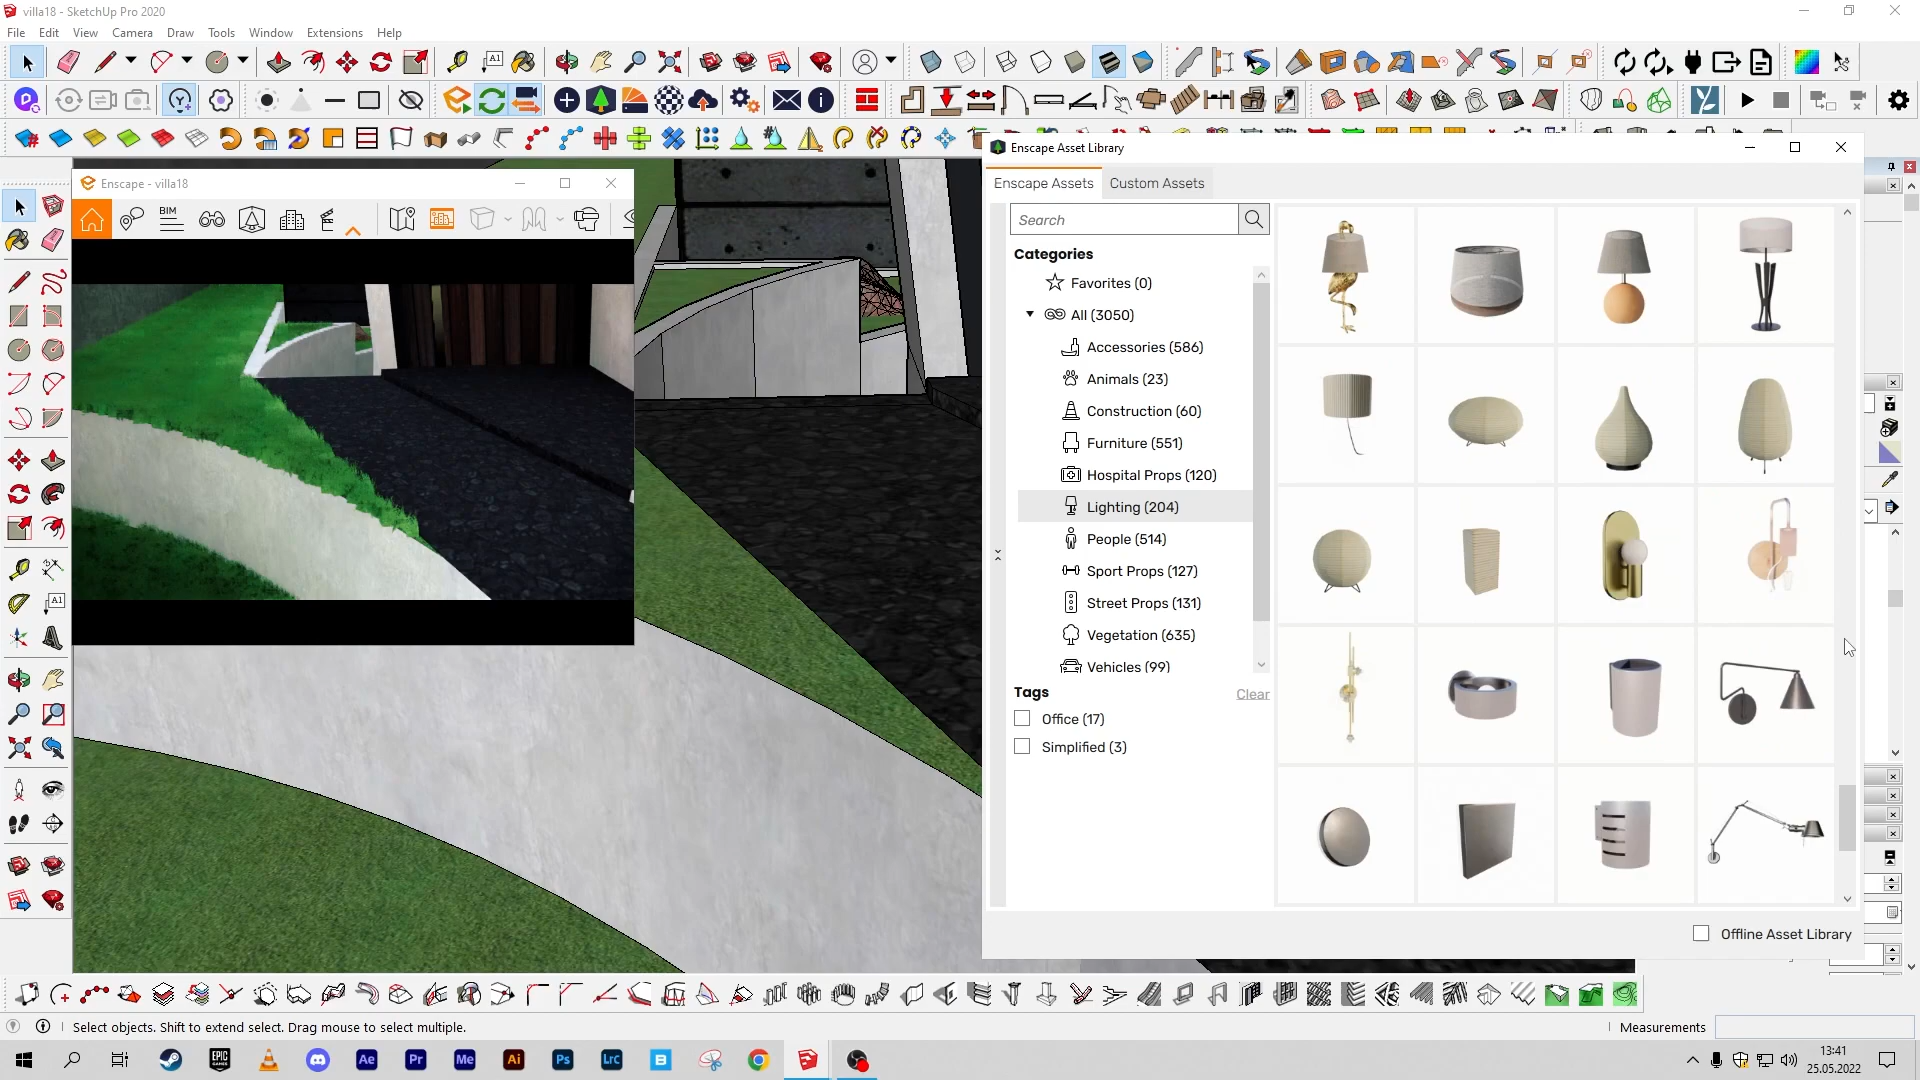 villa18 - SketchUp Pro 2020
File Edit View Camera Draw Tools Window Extensions Help
A1
Enscape - villa18
BIM
A1
Enscape Asset Library
Enscape Assets Custom Assets
Search
Categories
Favorites (0)
All (3050)
Accessories (586)
Animals (23)
Construction (60)
Furniture (551)
Hospital Props (120)
Lighting (204)
People (514)
Sport Props (127)
Street Props (131)
Vegetation (635)
Vehicles (99)
Tags Clear
Office (17)
Simplified (3)
Offline Asset Library
Select objects. Shift to extend select. Drag mouse to select multiple.
Measurements
EPIC GAMES
Ae Pr Me Ai Ps LrC
13:41
25.05.2022